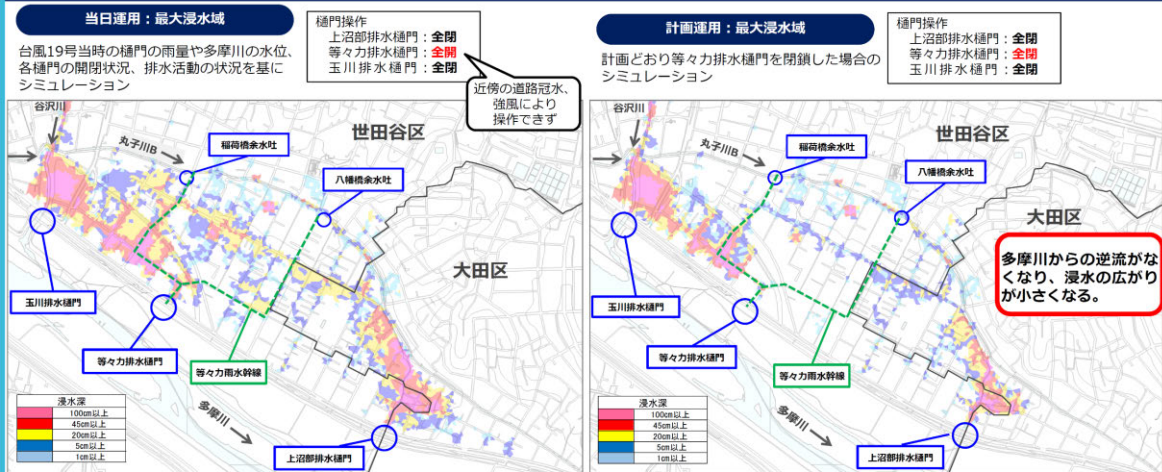 当日運用：最大浸水域
台風19号当時の樋門の雨量や多摩川の水位、
各樋門の開閉状況、排水活動の状況を基に
シミュレーション
樋門操作
上沼部排水樋門：全閉
等々力排水樋門：全開
玉川排水樋門：全閉
近傍の道路冠水、
強風により
操作できず
谷沢川
丸子川B
稲荷橋余水吐
世田谷区
八幡橋余水吐
大田区
玉川排水樋門
等々力排水樋門
等々力雨水幹線
多摩川
上沼部排水樋門
浸水深
100cm以上
45cm以上
20cm以上
5cm以上
1cm以上
計画運用：最大浸水域
計画どおり等々力排水樋門を閉鎖した場合の
シミュレーション
樋門操作
上沼部排水樋門：全閉
等々力排水樋門：全閉
玉川排水樋門：全閉
谷沢川
丸子川B
稲荷橋余水吐
世田谷区
八幡橋余水吐
大田区
多摩川からの逆流がな
くなり、浸水の広がり
が小さくなる。
玉川排水樋門
等々力排水樋門
等々力雨水幹線
多摩川
上沼部排水樋門
浸水深
100cm以上
45cm以上
20cm以上
5cm以上
1cm以上